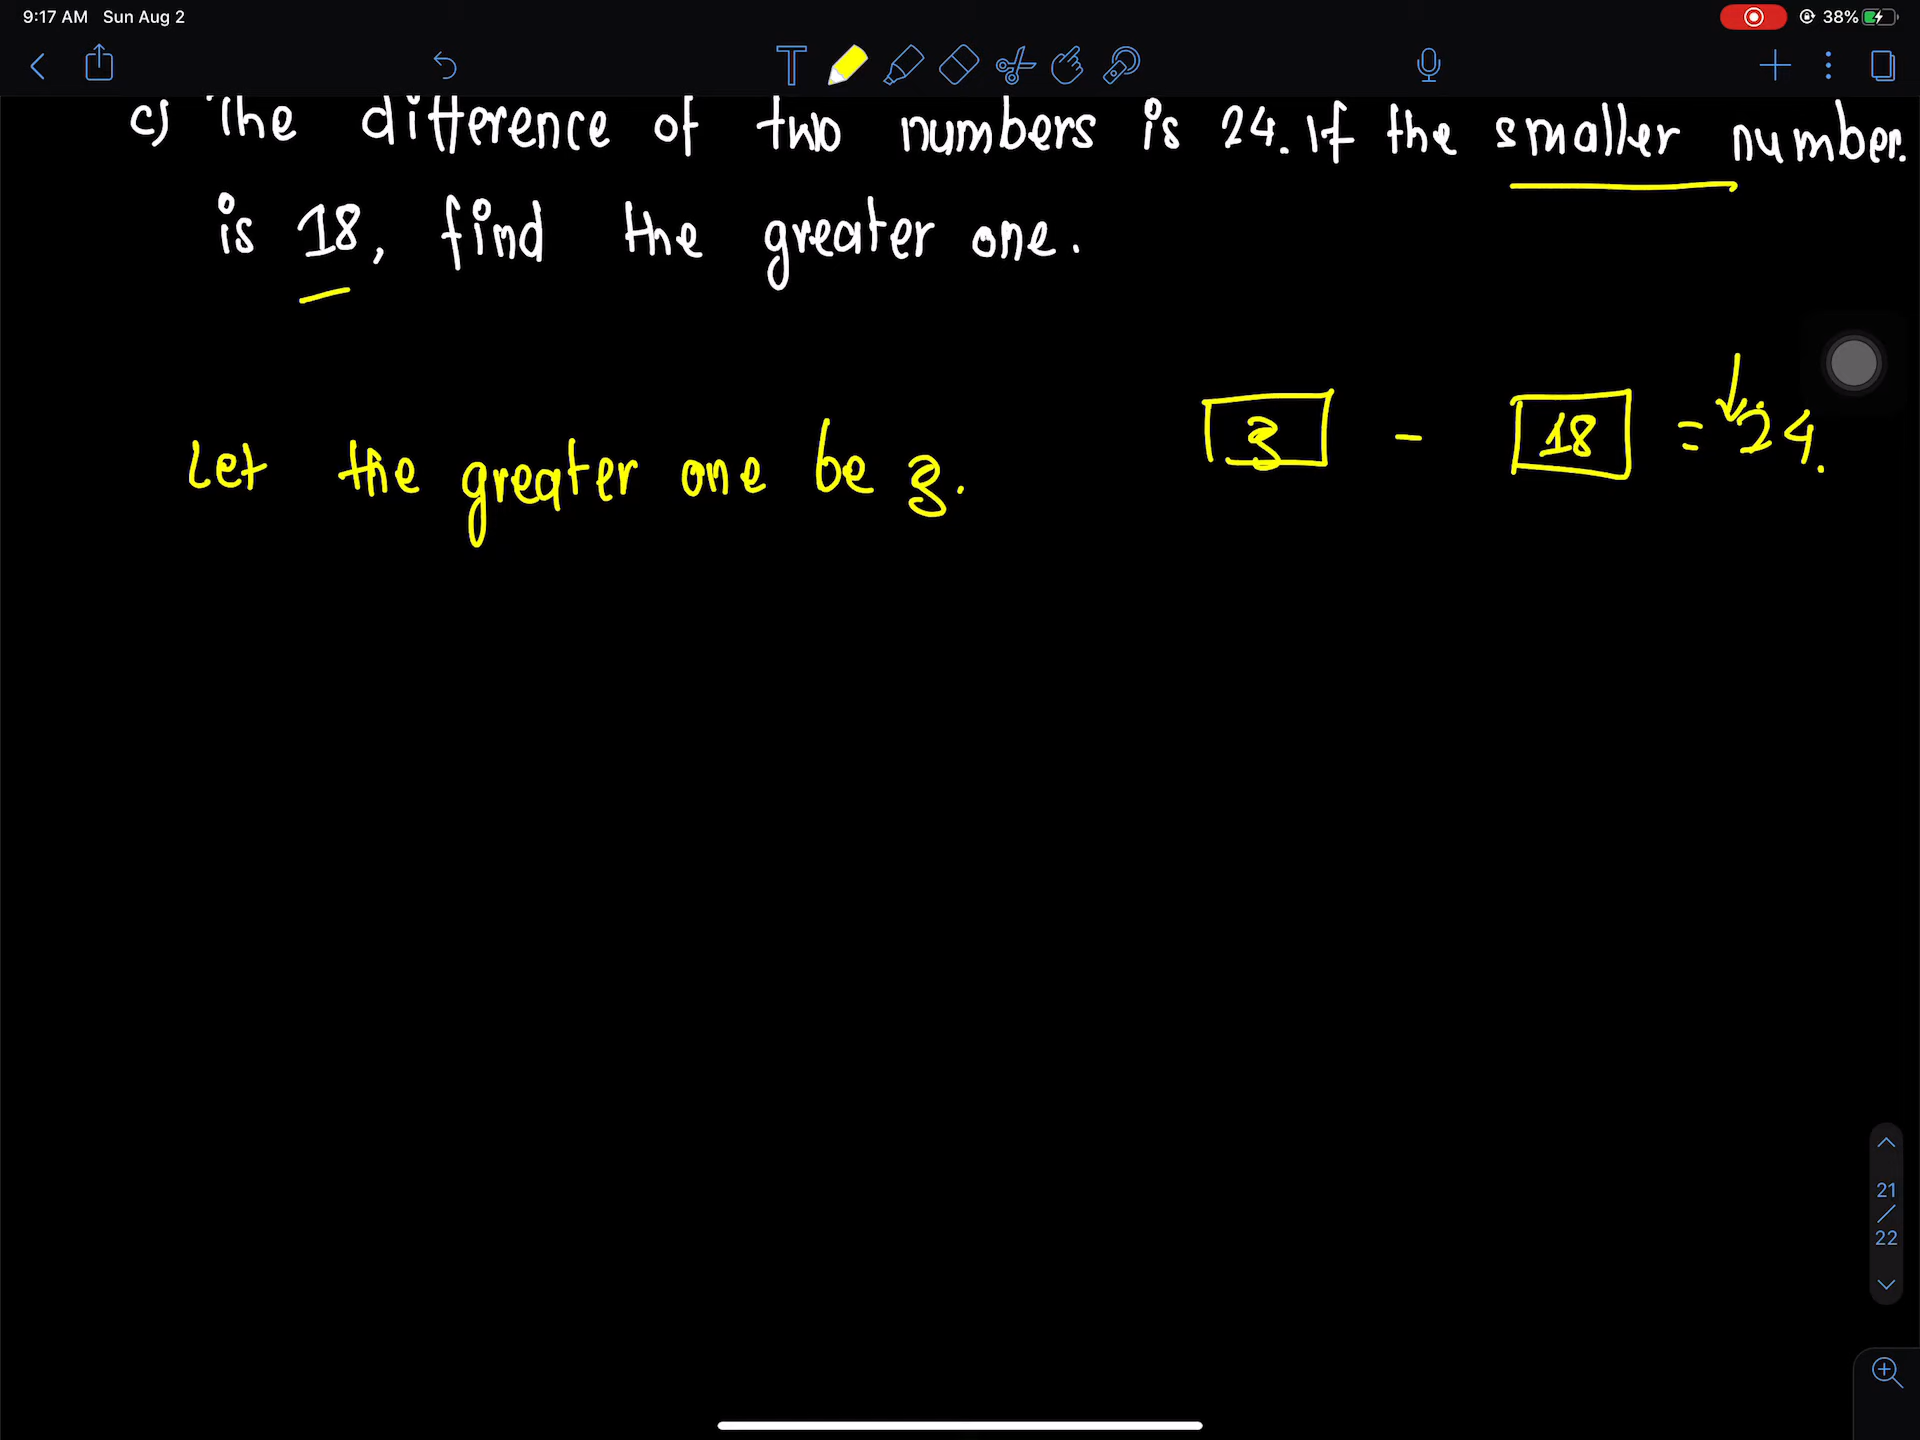 9:17 AM Sun Aug 2
38%
c) The difference of two numbers is 24. If the smaller number.
is 18, find the greater one.
z - 18 = 24.
Let the greater one be z.
21
/
22